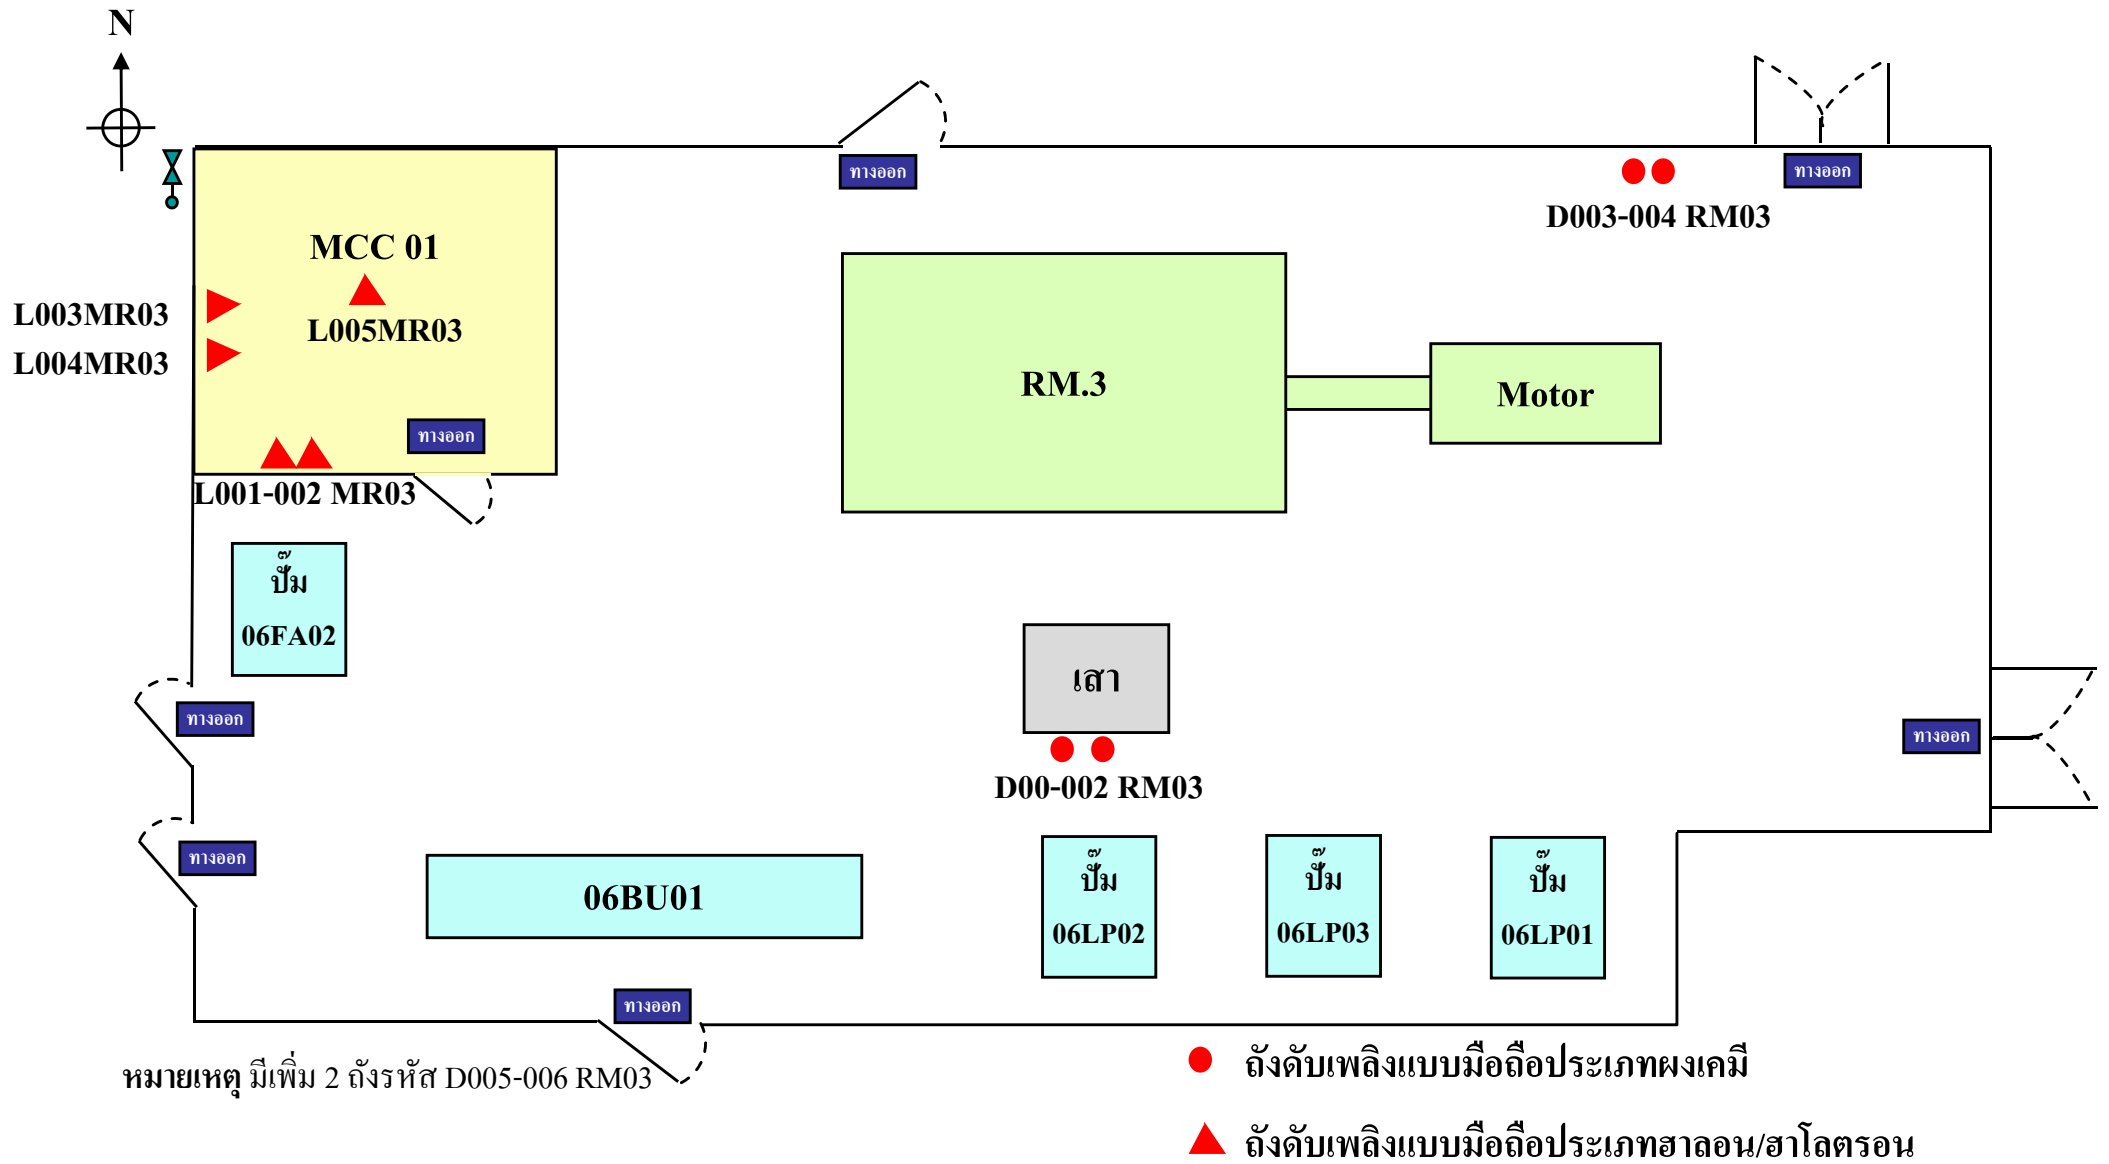 N
ทางออก
ทางออก
D003-004 RM03
MCC 01
L003MR03
L005MR03
L004MR03
RM.3
Motor
ทางออก
L001-002 MR03
ปั๊ม
06FA02
เสา
ทางออก
ทางออก
D00-002 RM03
ทางออก
06BU01
ปั๊ม
06LP02
ปั๊ม
06LP03
ปั๊ม
06LP01
ทางออก
หมายเหตุ มีเพิ่ม 2 ถังรหัส D005-006 RM03
ถังดับเพลิงแบบมือถือประเภทผงเคมี
ถังดับเพลิงแบบมือถือประเภทฮาลอน/ฮาโลตรอน